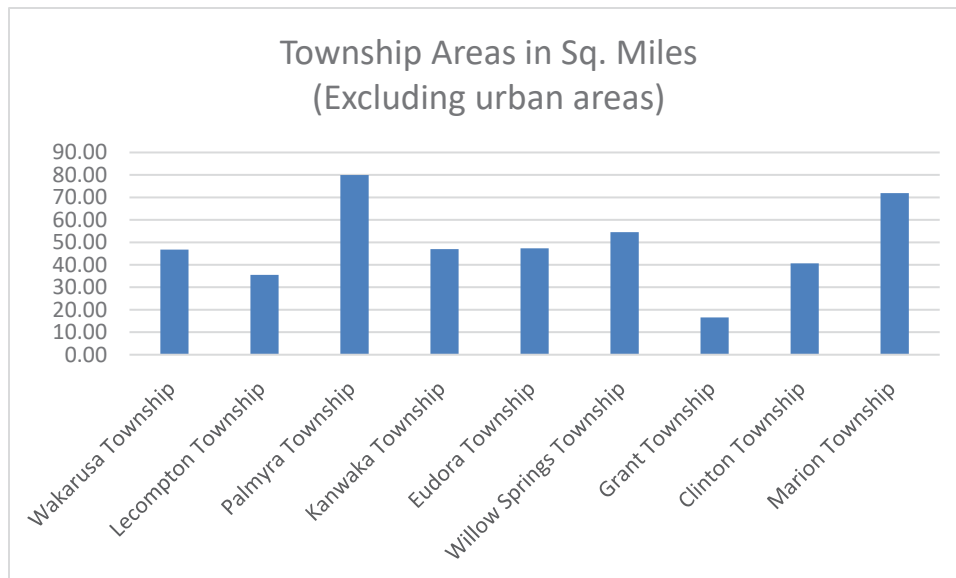 Township Areas in Sq. Miles
(Excluding urban areas)
90.00
80.00
70.00
60.00
50.00
40.00
30.00
20.00
10.00
0.00
Wakarusa Township
Lecompton Township
Palmyra Township
Kanwaka Township
Eudora Township
Willow Springs Township
Grant Township
Clinton Township
Marion Township